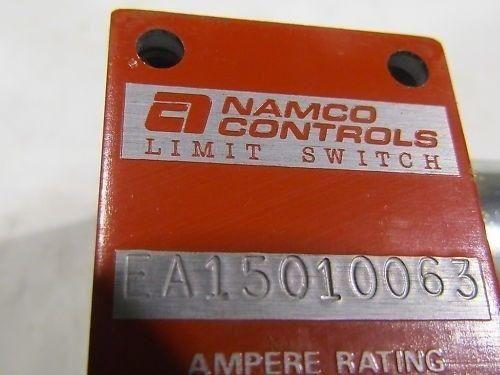 a NAMCO
CONTROLS
LIMIT SWITCH
EA15010063
AMPERE RATING